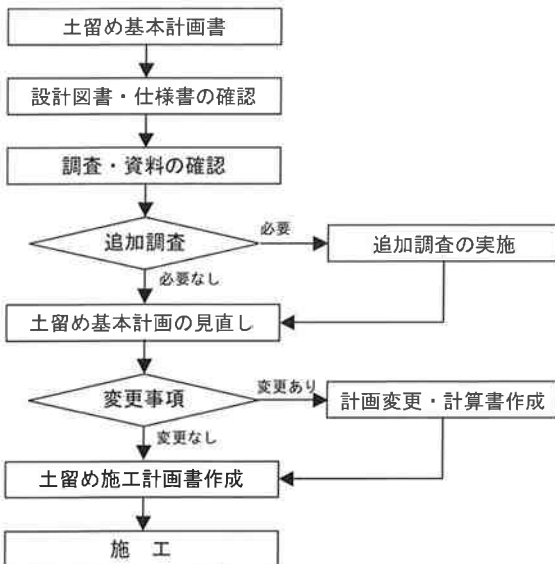 土留め基本計画書
設計図書・仕様書の確認
調査・資料の確認
追加調査
必要
追加調査の実施
必要なし
土留め基本計画の見直し
変更事項
変更あり
計画変更・計算書作成
変更なし
土留め施工計画書作成
施 工